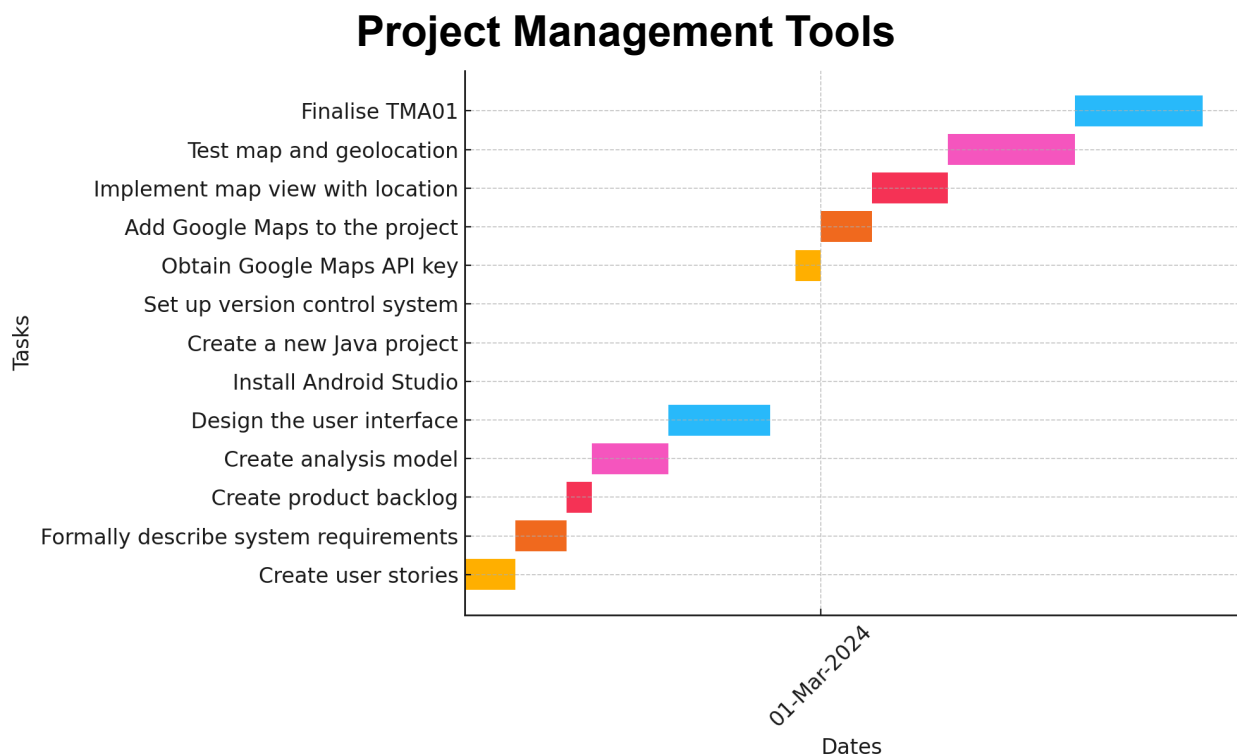 Project Management Tools
Finalise TMA01
Test map and geolocation
Implement map view with location
Add Google Maps to the project
Obtain Google Maps API key
Set up version control system
Create a new Java project
Install Android Studio
Design the user interface
Create analysis model
Create product backlog
Formally describe system requirements
Create user stories
Tasks
01-Mar-2024
Dates